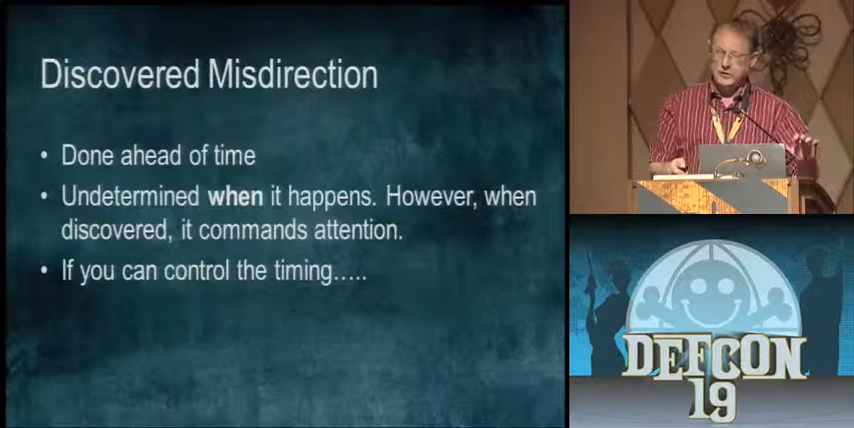 Discovered Misdirection
• Done ahead of time
• Undetermined when it happens. However, when
discovered, it commands attention.
• If you can control the timing…..
DEFCON
19